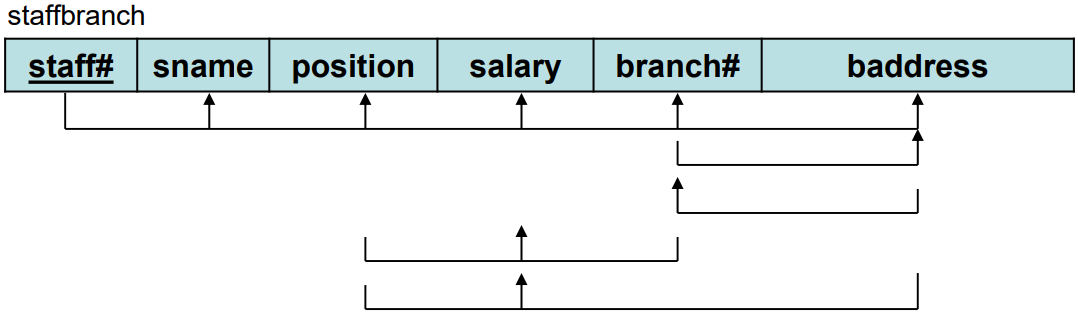 staffbranch
staff# sname position salary branch# baddress